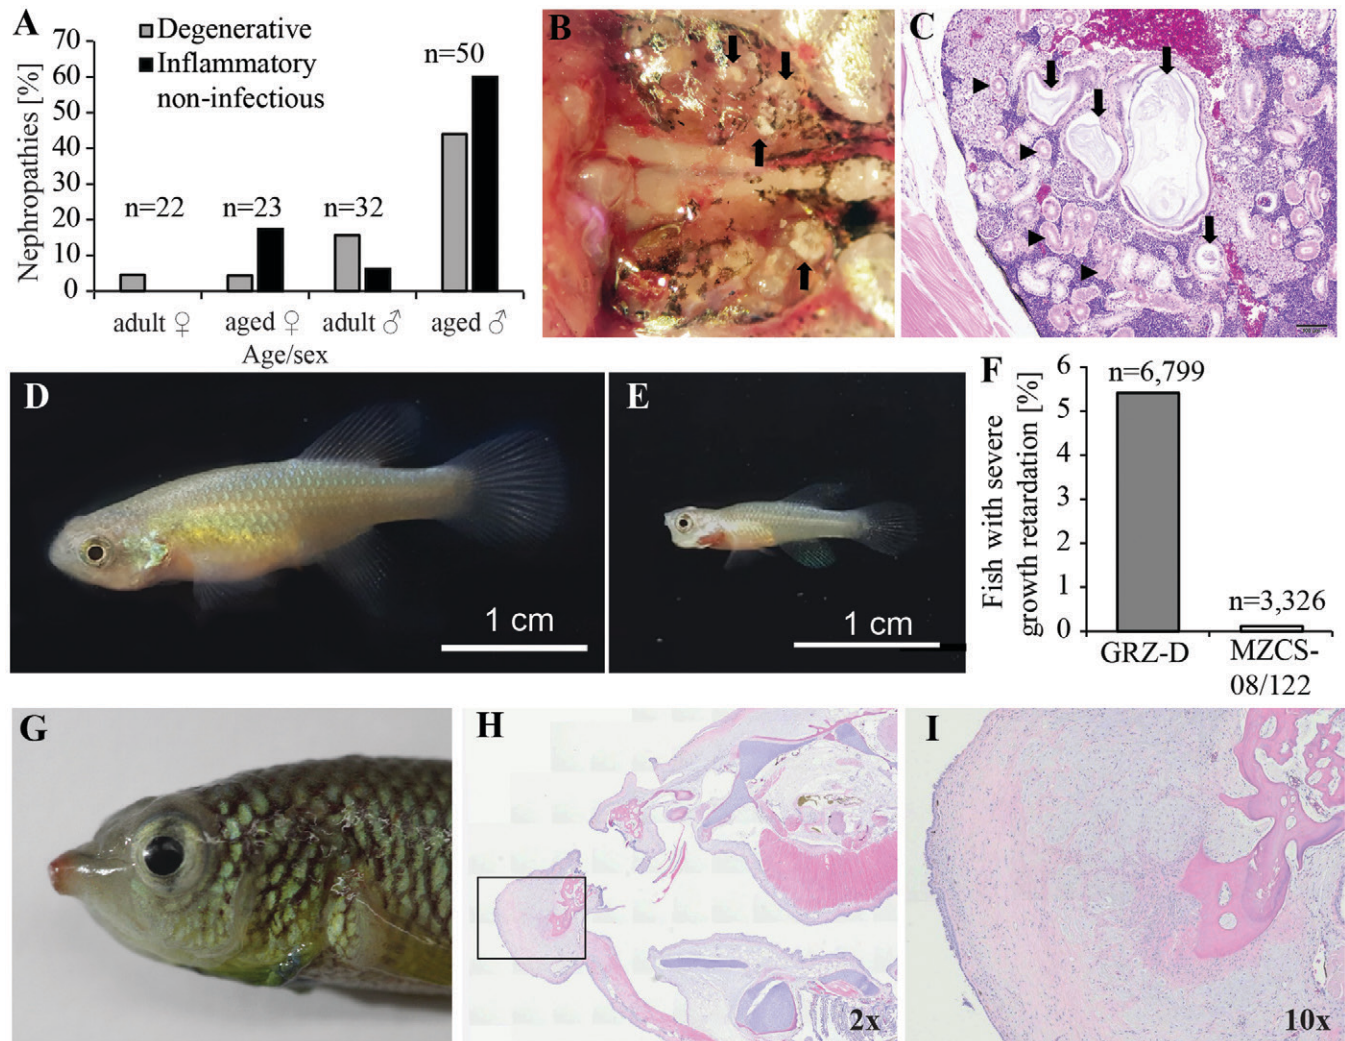 A
Nephropathies [%]
70
60
50
40
30
20
10
0
Degenerative
Inflammatory
non-infectious
n=22
n=23
n=32
n=50
adult ♀
aged ♀
adult ♂
aged ♂
Age/sex
B
C
D
1 cm
E
1 cm
F
Fish with severe
growth retardation [%]
6
5
4
3
2
1
0
n=6,799
n=3,326
GRZ-D
MZCS-
08/122
G
H
2x
I
10x